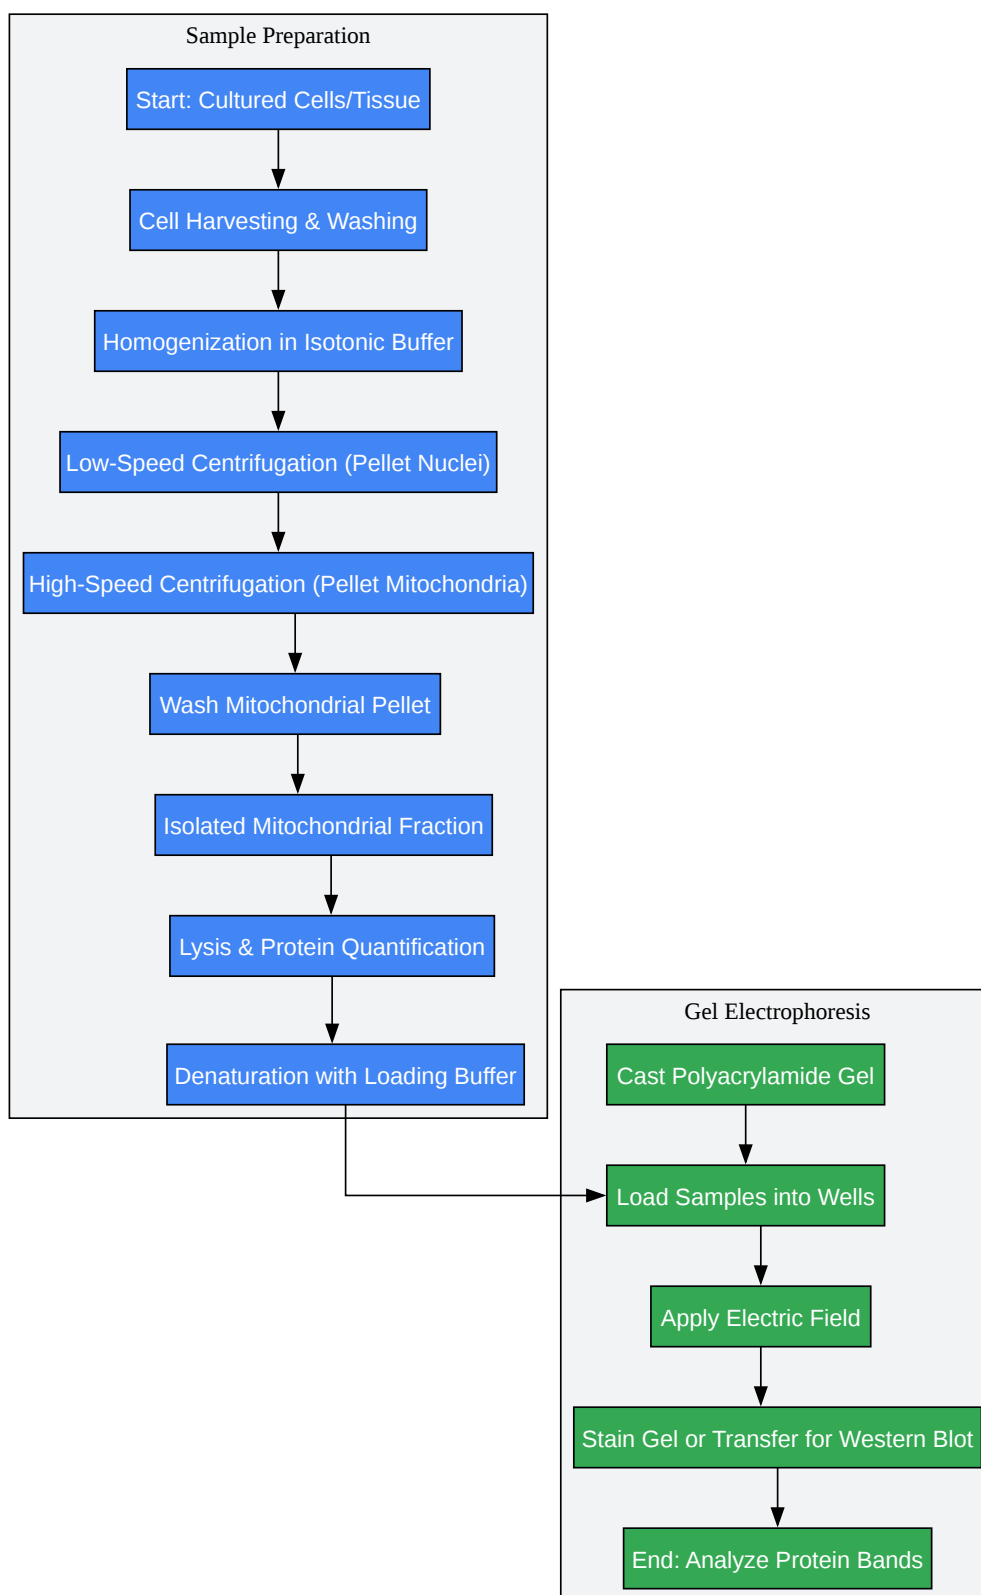 Sample Preparation
Start: Cultured Cells/Tissue
Cell Harvesting & Washing
Homogenization in Isotonic Buffer
Low-Speed Centrifugation (Pellet Nuclei)
High-Speed Centrifugation (Pellet Mitochondria)
Wash Mitochondrial Pellet
Isolated Mitochondrial Fraction
Lysis & Protein Quantification
Denaturation with Loading Buffer
Gel Electrophoresis
Cast Polyacrylamide Gel
Load Samples into Wells
Apply Electric Field
Stain Gel or Transfer for Western Blot
End: Analyze Protein Bands